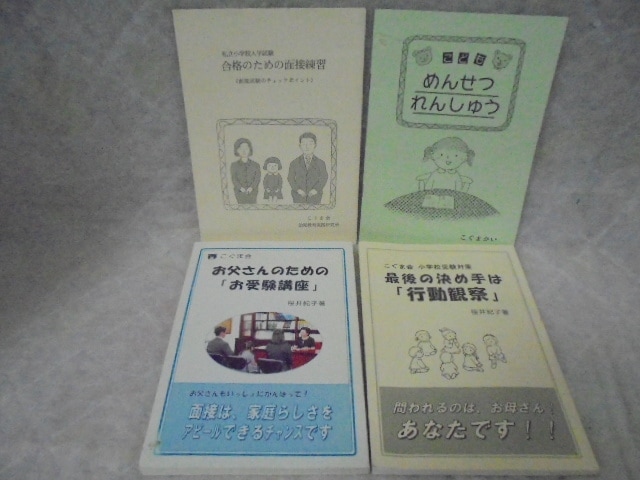 私立小学校入学試験
合格のための面接練習
こぐま会
こども
めんせつ
れんしゅう
こぐまかい
こぐま会
お父さんのための
「お受験講座」
桜井紀子著
お父さんもいっしょにがんばって!
面接は、家庭らしさを
アピールできるチャンスです
こぐま会 小学校受験対策
最後の決め手は
「行動観察」
桜井紀子著
問われるのは、お母さん、
あなたです!!